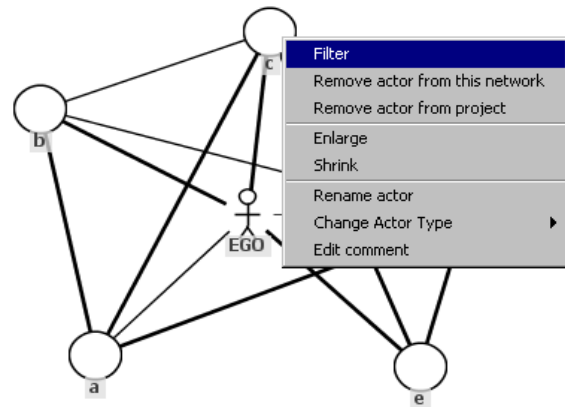 c
Filter
Remove actor from this network
Remove actor from project
b
Enlarge
Shrink
Rename actor
Change Actor Type
EGO
Edit comment
a
e